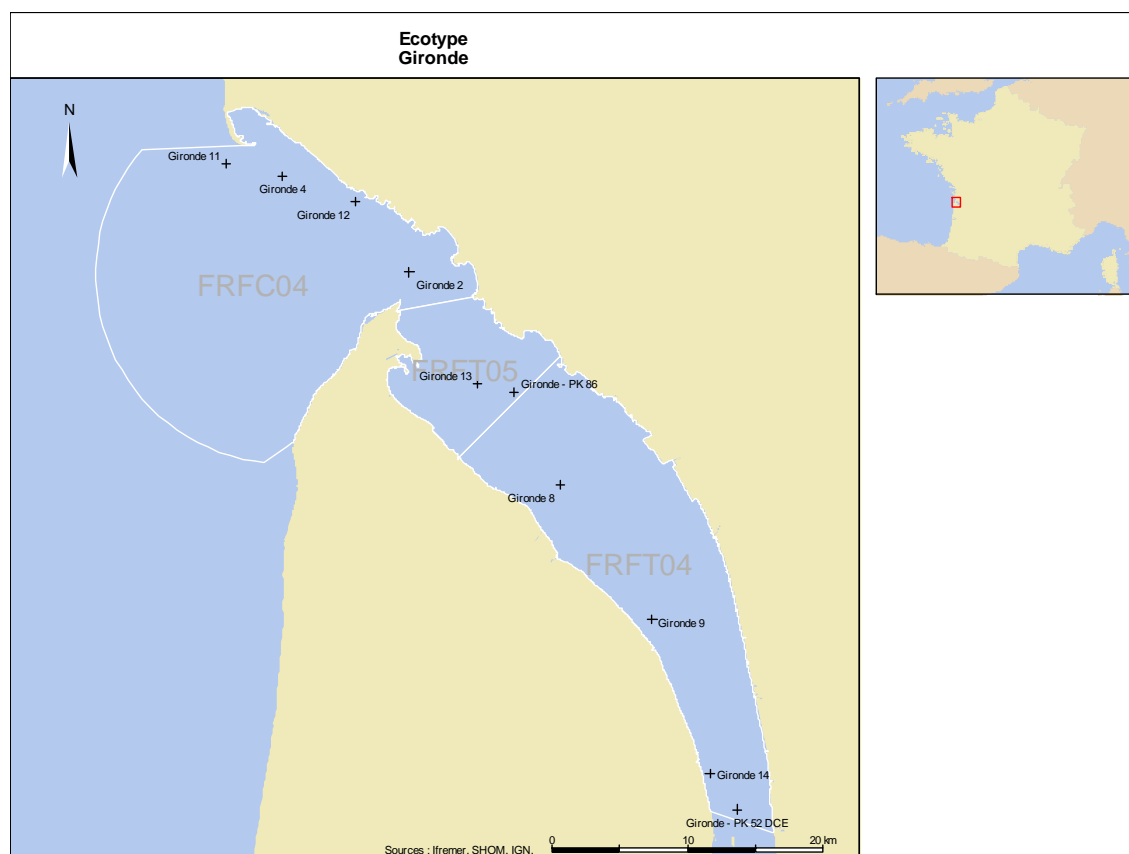 Ecotype
Gironde
N
Gironde 11
Gironde 4
Gironde 12
FRFC04
Gironde 2
FRFT05
Gironde 13
Gironde - PK 86
Gironde 8
FRFT04
Gironde 9
Gironde 14
Gironde - PK 52 DCE
Sources : Ifremer, SHOM, IGN.
0 10 20 km